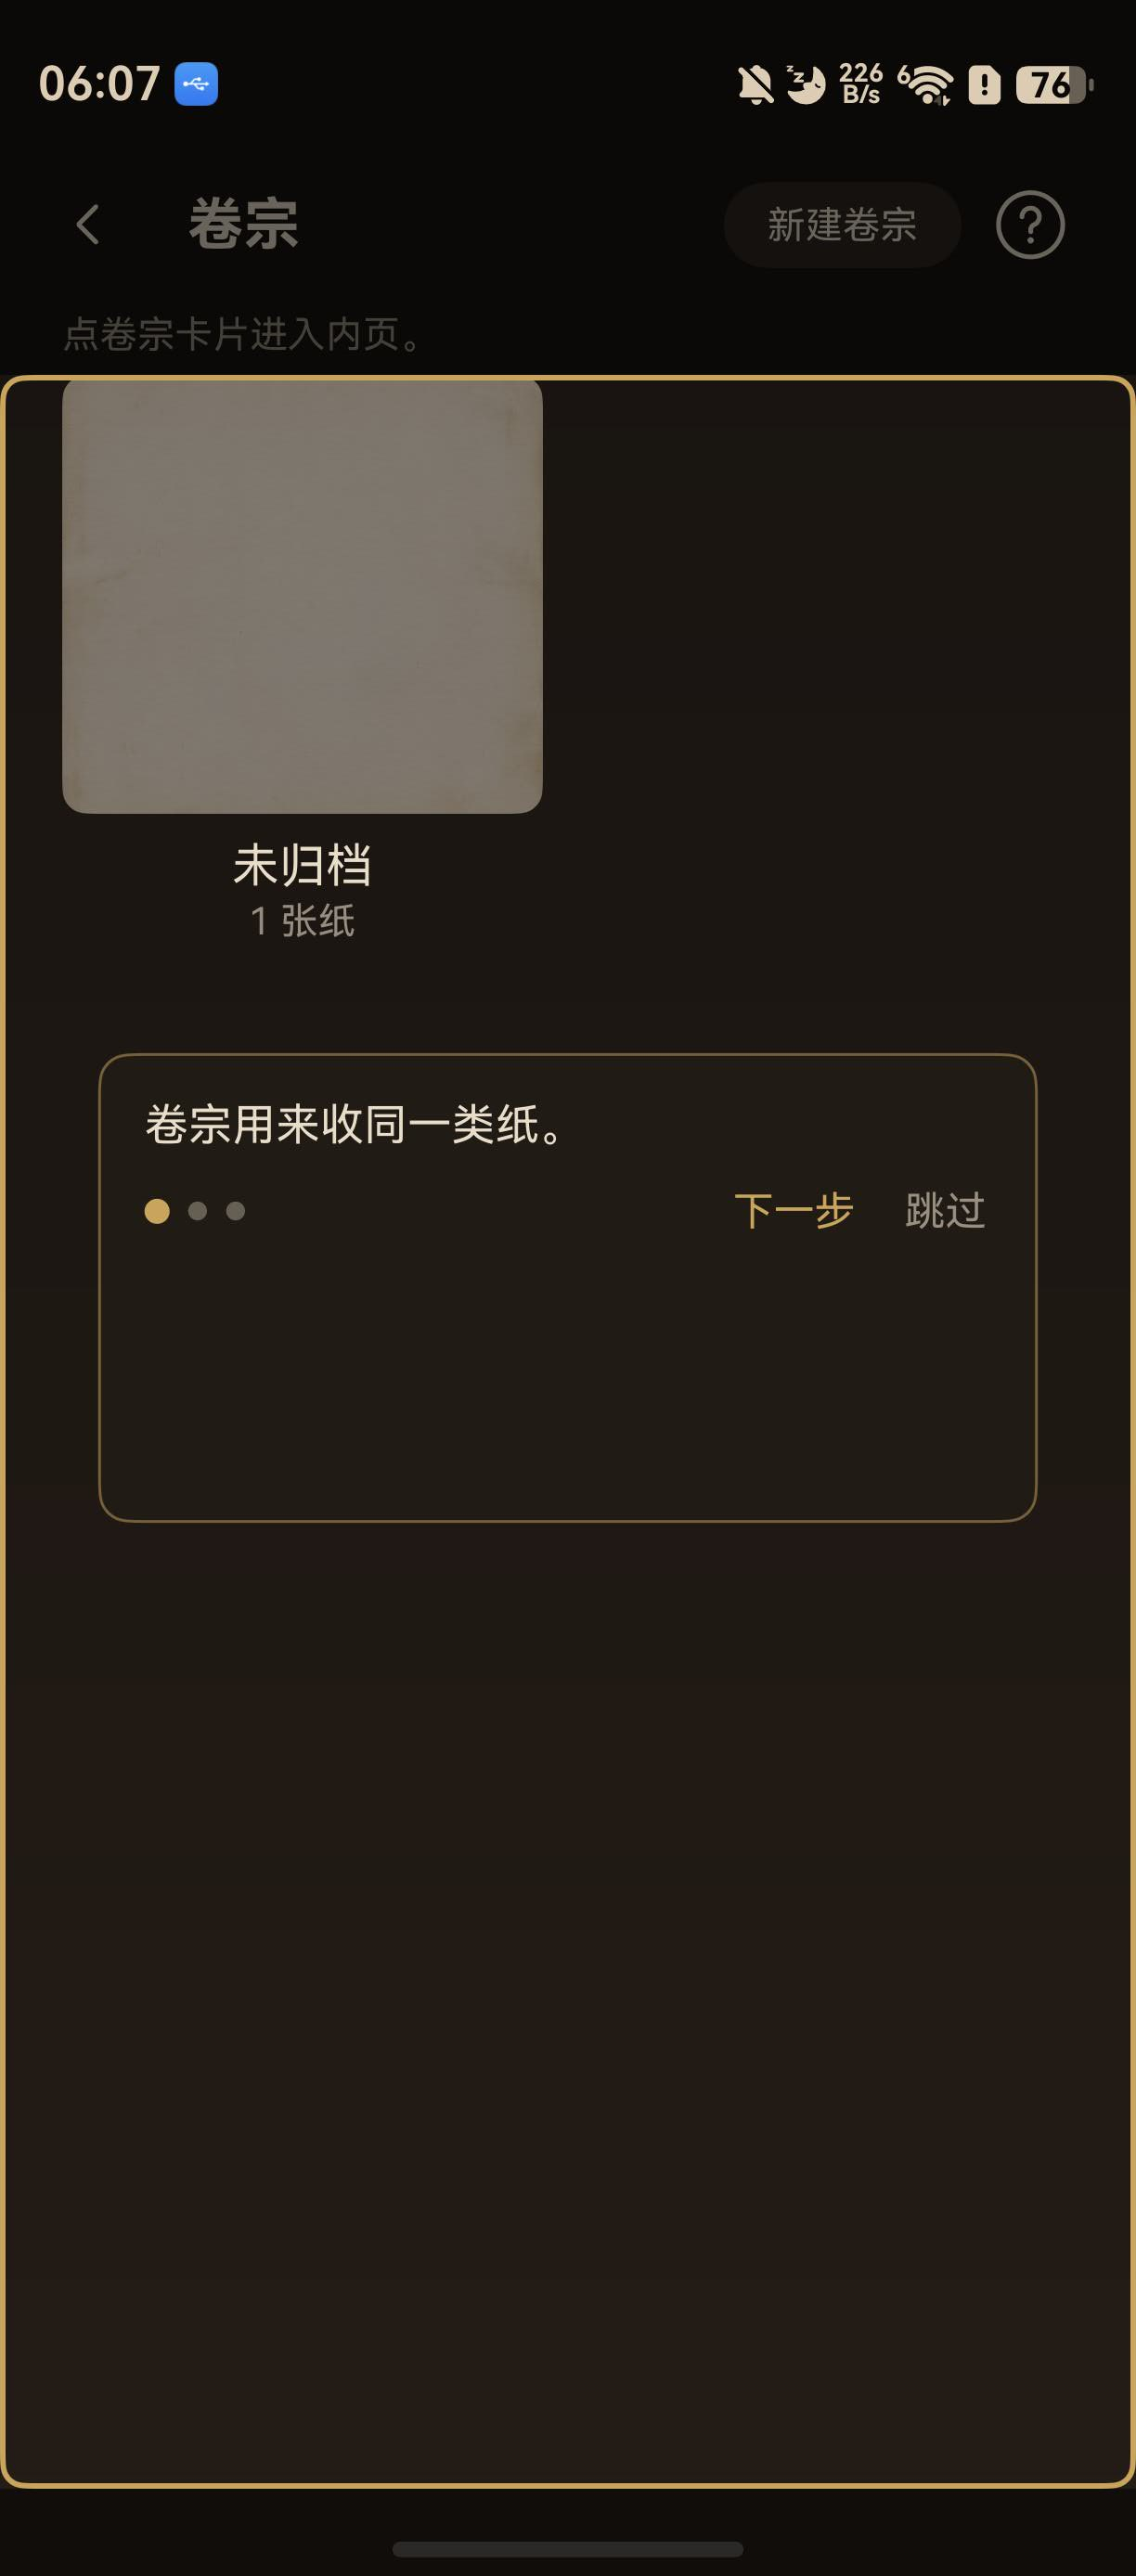 06:07
226
B/s
6
76
卷宗
新建卷宗
点卷宗卡片进入内页。
未归档
1 张纸
卷宗用来收同一类纸。
下一步 跳过